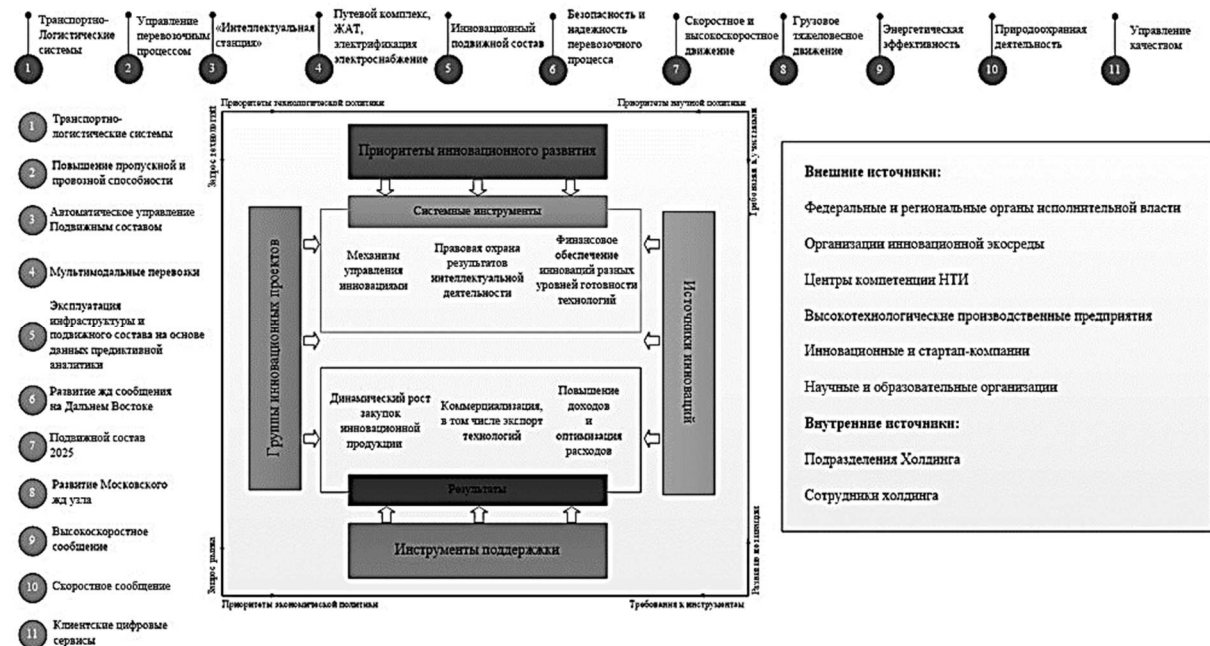 Транспортно-
Логистические
системы
1
Управление
перевозочным
процессом
2
«Интеллектуальная
станция»
3
Путевой комплекс,
ЖАТ,
электрификация
электроснабжение
4
Инновационный
подвижной состав
5
Безопасность и
надежность
перевозочного
процесса
6
Скоростное и
высокоскоростное
движение
7
Грузовое
тяжеловесное
движение
8
Энергетическая
эффективность
9
Природоохранная
деятельность
10
Управление
качеством
11
1
Транспортно-
логистические системы
2
Повышение пропускной и
провозной способности
3
Автоматическое управление
Подвижным составом
4
Мультимодальные перевозки
5
Эксплуатация
инфраструктуры и
подвижного состава на основе
данных предиктивной
аналитики
6
Развитие жд сообщения
на Дальнем Востоке
7
Подвижной состав
2025
8
Развитие Московского
жд узла
9
Высокоскоростное
сообщение
10
Скоростное сообщение
11
Клиентские цифровые
сервисы
Приоритеты технологической политики
Приоритеты научной политики
Запрос технологий
Требования к участникам
Приоритеты инновационного развития
Системные инструменты
Механизм
управления
инновациями
Правовая охрана
результатов
интеллектуальной
деятельности
Финансовое
обеспечение
инноваций разных
уровней готовности
технологий
Группы инновационных проектов
Источники инноваций
Динамический рост
закупок
инновационной
продукции
Коммерциализация,
в том числе экспорт
технологий
Повышение
доходов
и
оптимизация
расходов
Результаты
Инструменты поддержжки
Запрос рынка
Развитие
Приоритеты экономической политики
Требования к инструментам
Внешние источники:
Федеральные и региональные органы исполнительной власти
Организации инновационной экосреды
Центры компетенции НТИ
Высокотехнологические производственные предприятия
Инновационные и стартап-компании
Научные и образовательные организации
Внутренние источники:
Подразделения Холдинга
Сотрудники холдинга